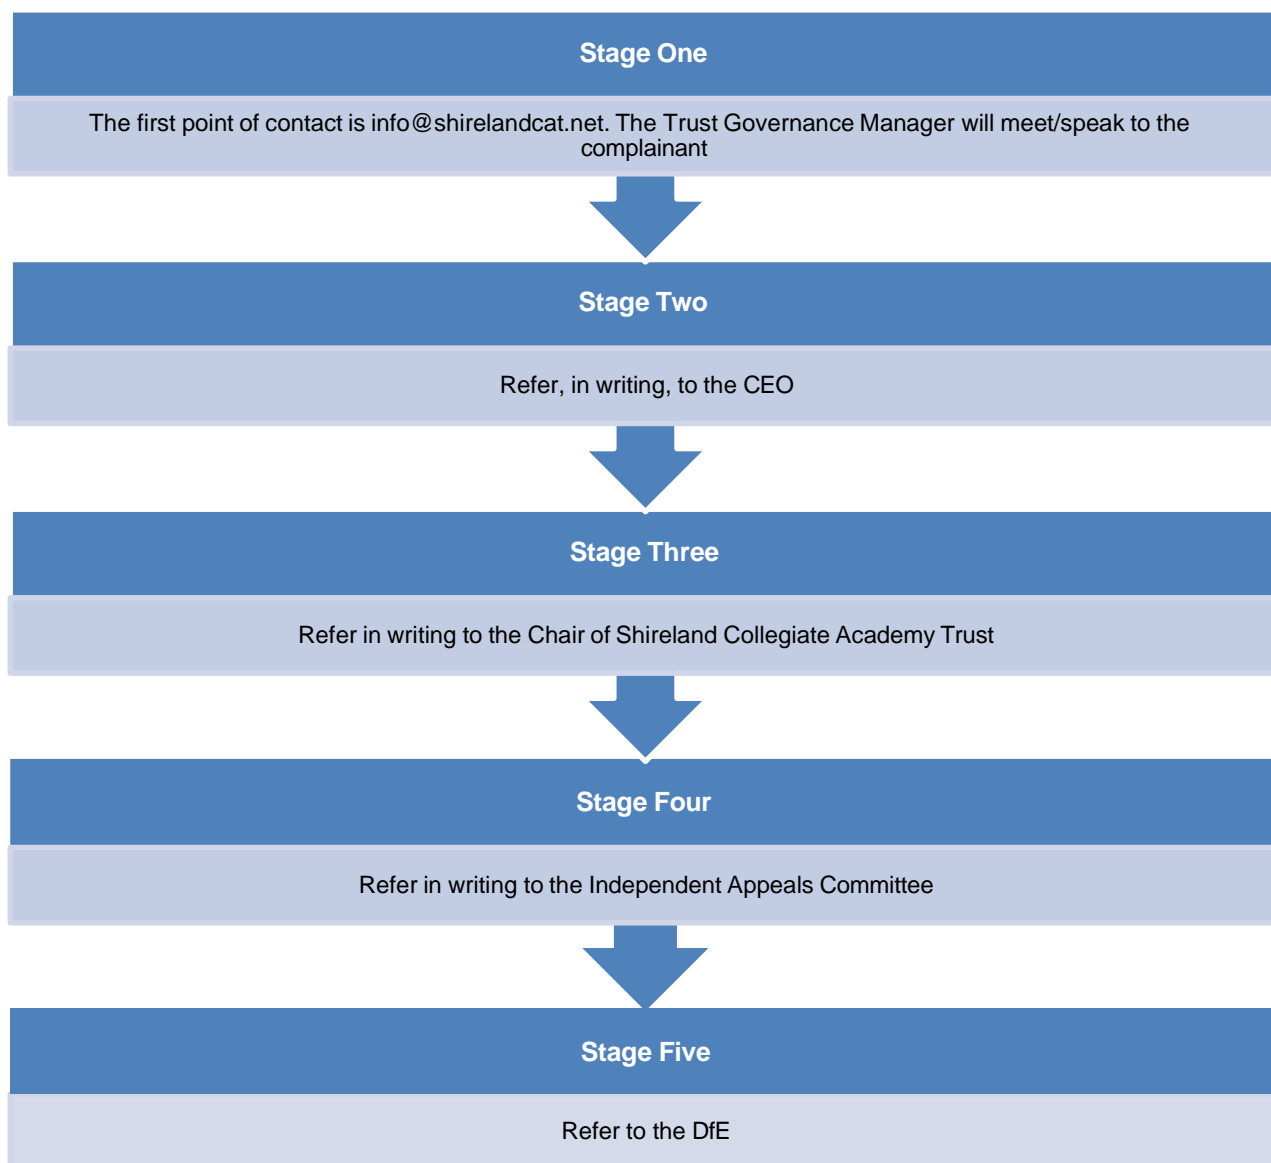 Stage One
The first point of contact is info@shirelandcat.net. The Trust Governance Manager will meet/speak to the
complainant
Stage Two
Refer, in writing, to the CEO
Stage Three
Refer in writing to the Chair of Shireland Collegiate Academy Trust
Stage Four
Refer in writing to the Independent Appeals Committee
Stage Five
Refer to the DfE